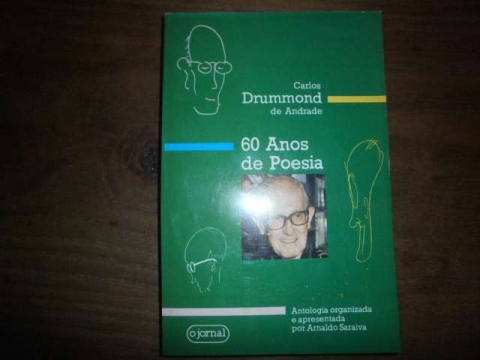 Carlos
Drummond
de Andrade
60 Anos
de Poesia
Antologia organizada
e apresentada
por Arnaldo Saraiva
o jornal